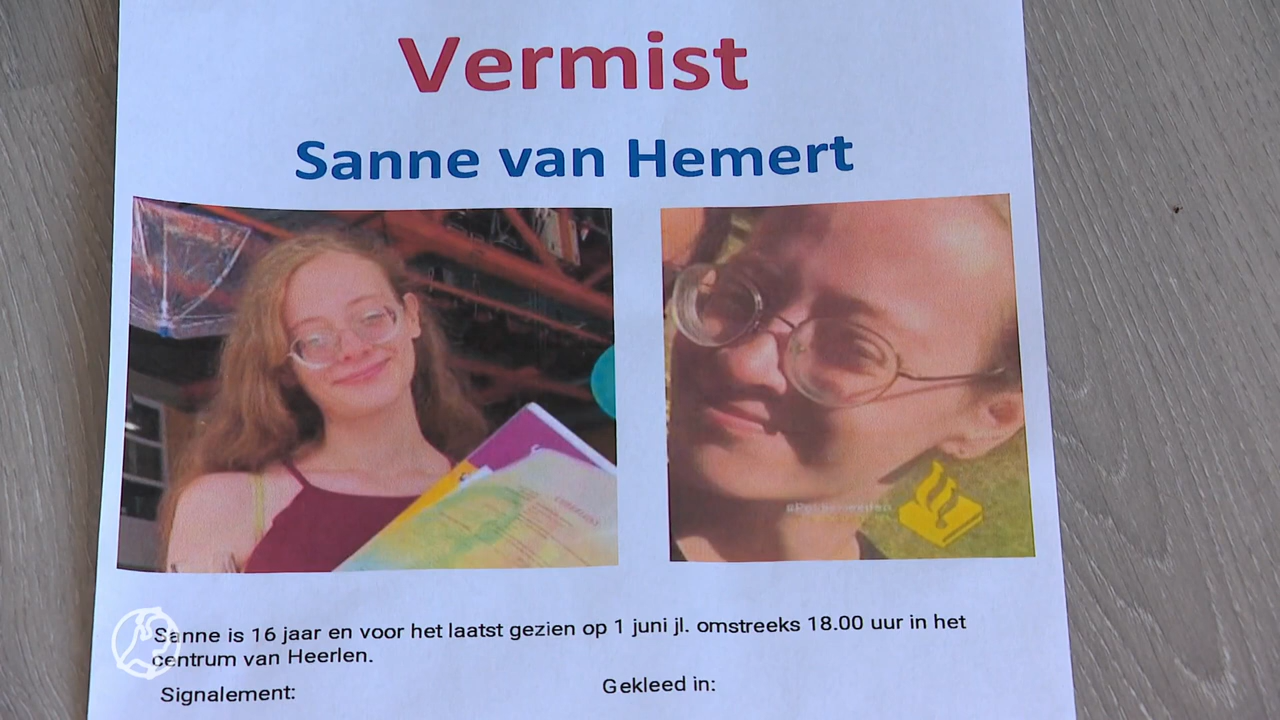 Vermist
Sanne van Hemert
Sanne is 16 jaar en voor het laatst gezien op 1 juni jl. omstreeks 18.00 uur in het
centrum van Heerlen.
Signalement:
Gekleed in: